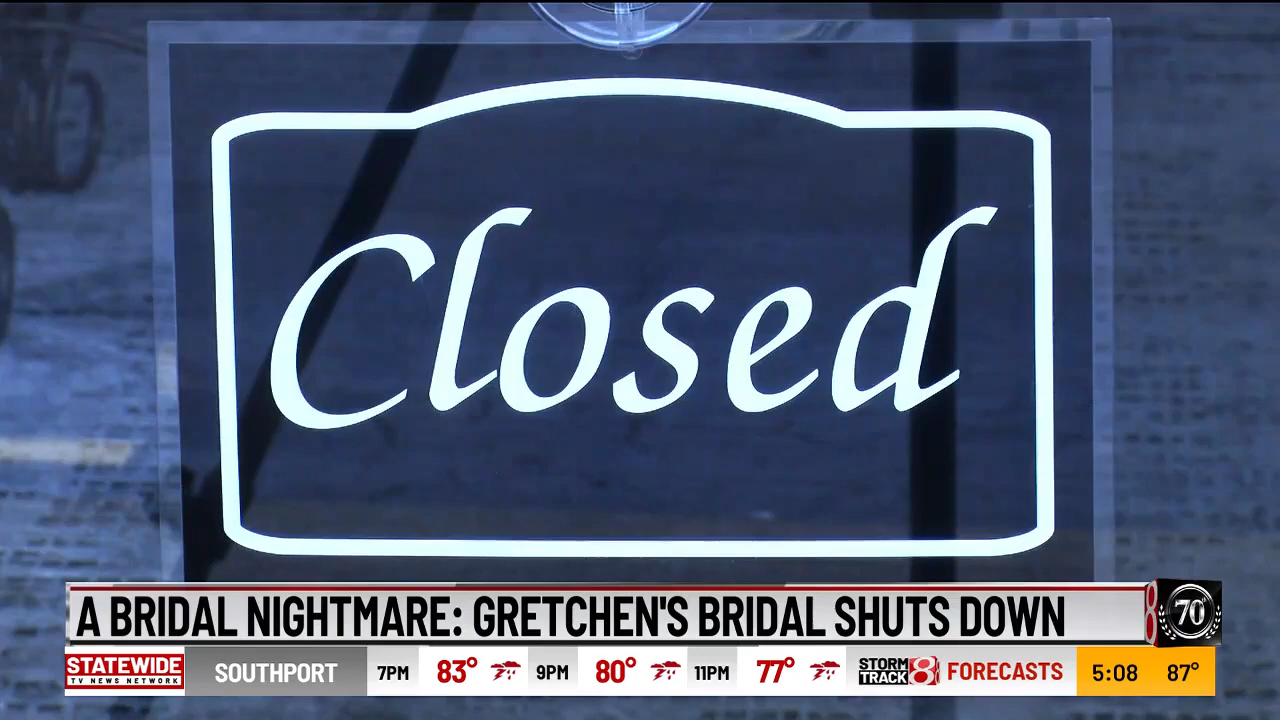 Closed
A BRIDAL NIGHTMARE: GRETCHEN'S BRIDAL SHUTS DOWN
8 70
STATEWIDE
TV NEWS NETWORK
SOUTHPORT
7PM 83° 9PM 80° 11PM 77°
STORM
TRACK 8 FORECASTS
5:08 87°